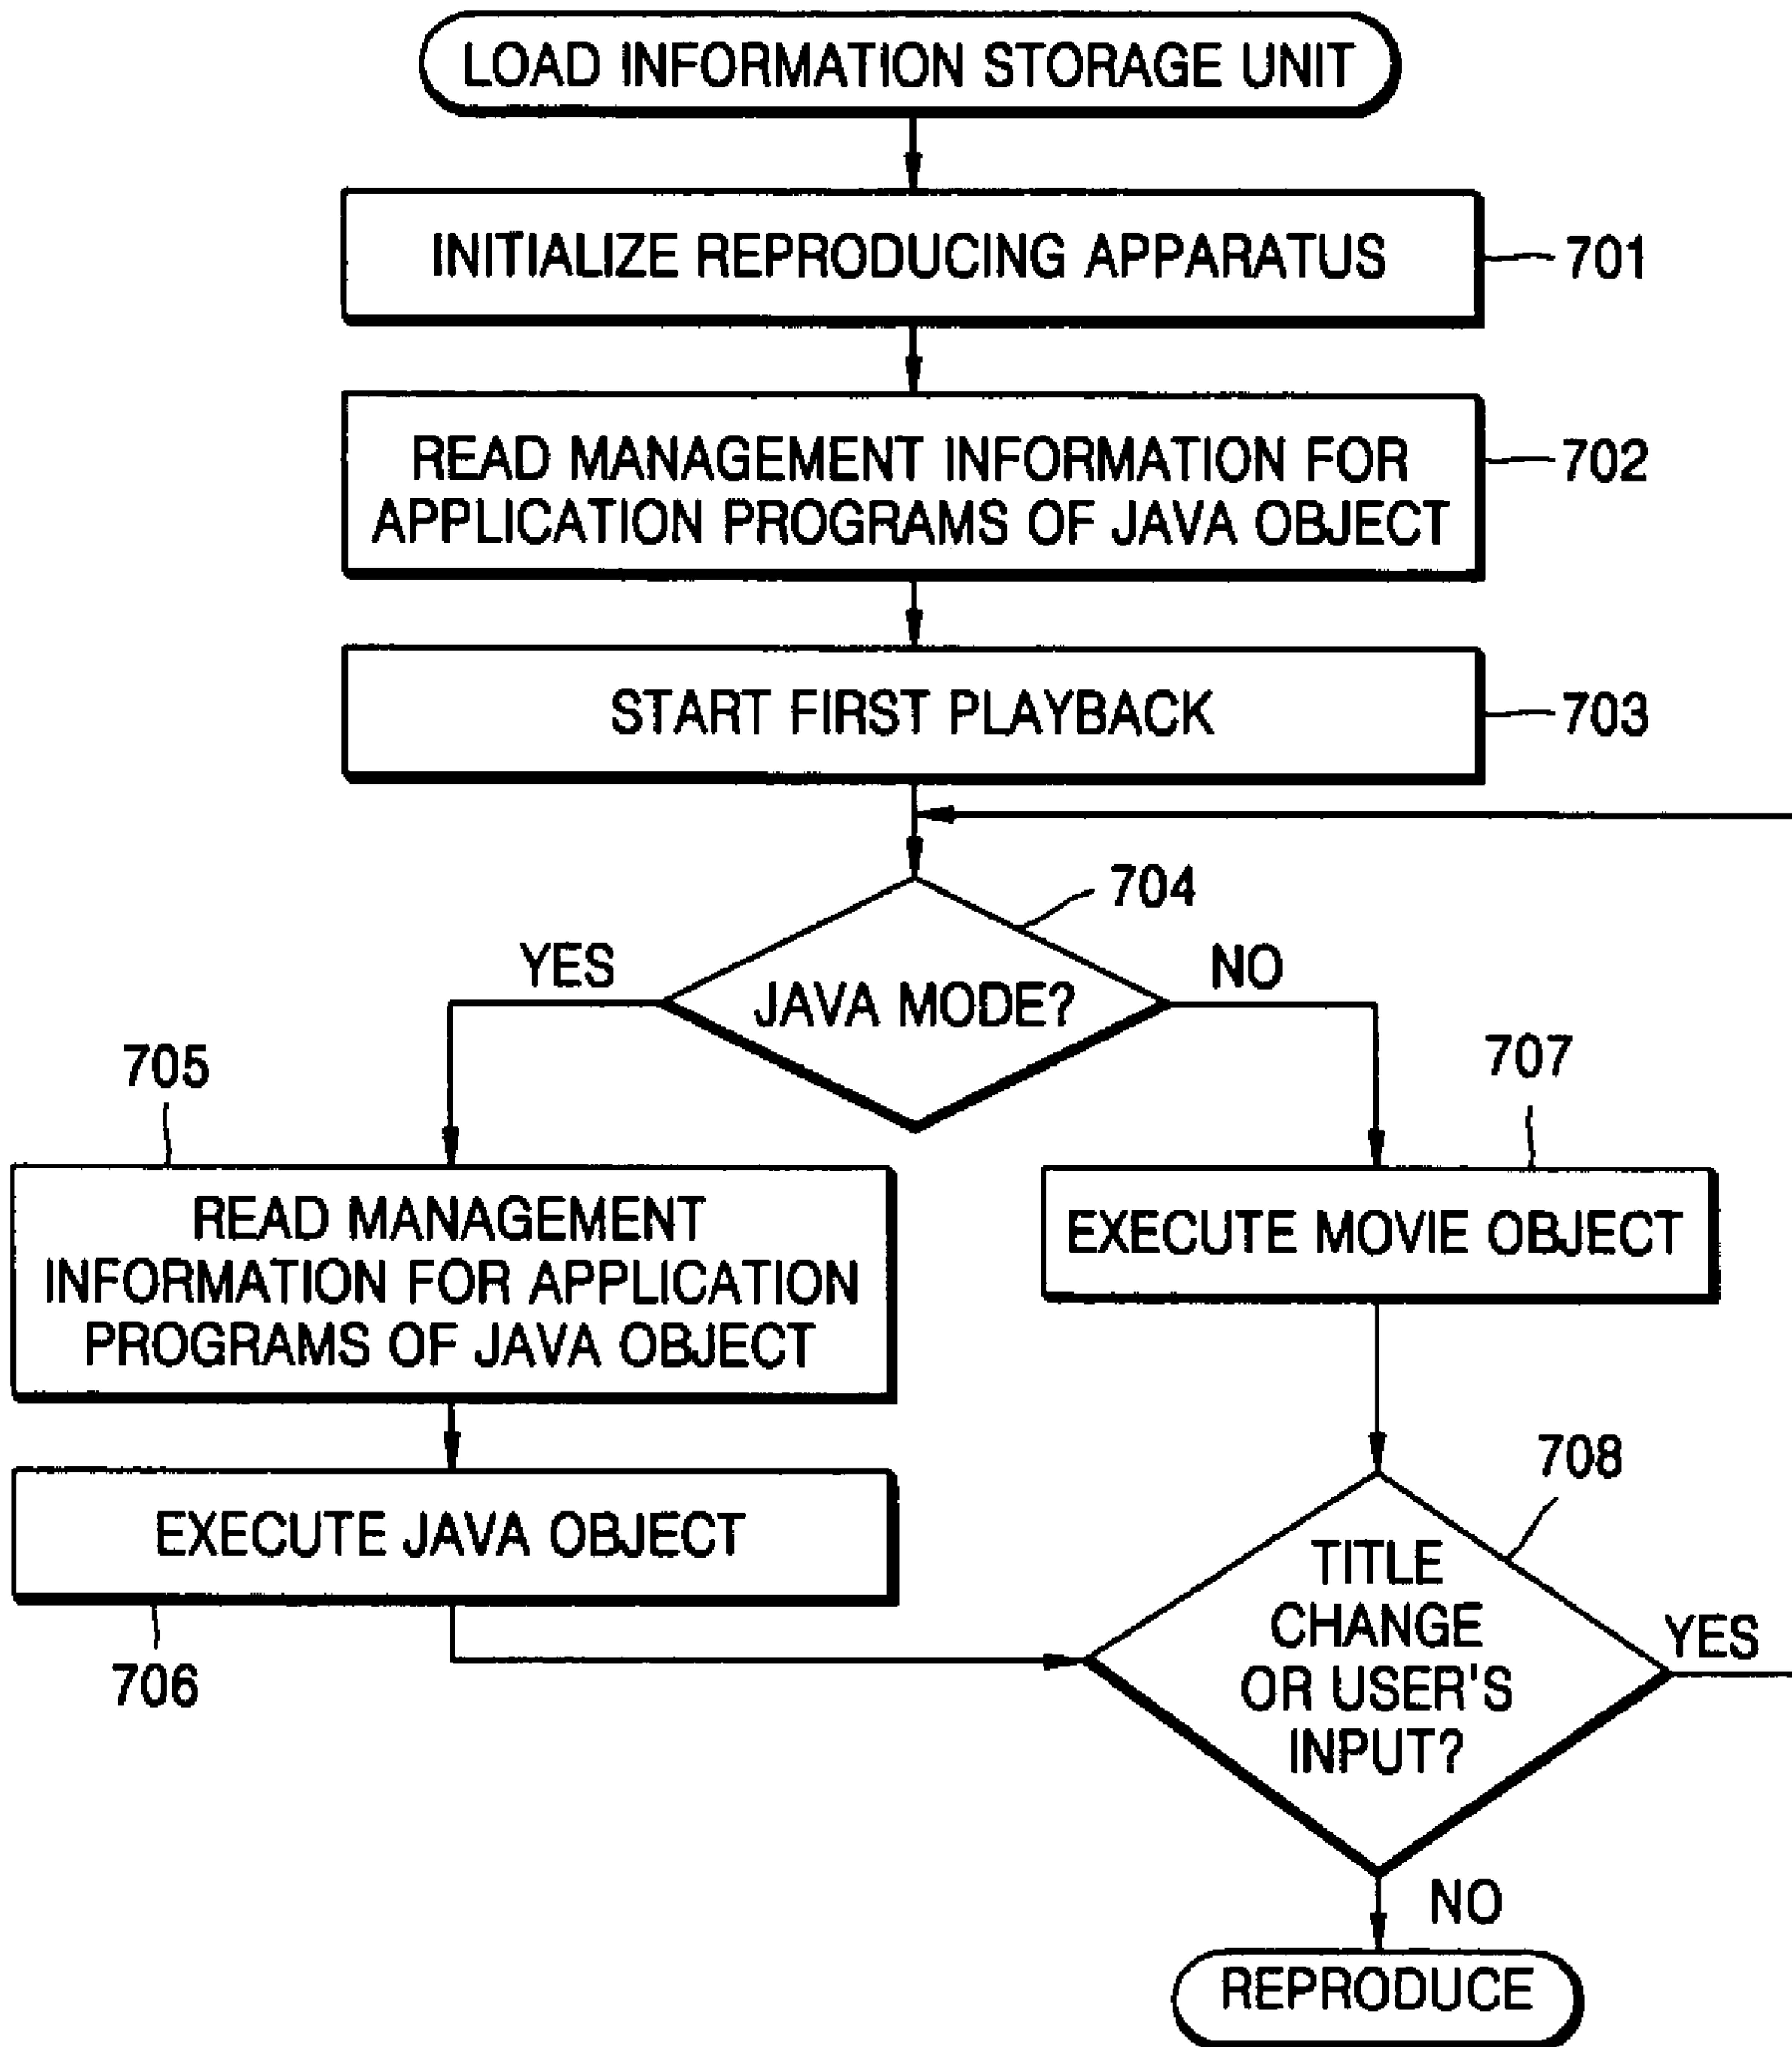 LOAD INFORMATION STORAGE UNIT
INITIALIZE REPRODUCING APPARATUS
701
READ MANAGEMENT INFORMATION FOR
APPLICATION PROGRAMS OF JAVA OBJECT
702
START FIRST PLAYBACK
703
704
YES
JAVA MODE?
NO
705
READ MANAGEMENT
INFORMATION FOR APPLICATION
PROGRAMS OF JAVA OBJECT
707
EXECUTE MOVIE OBJECT
EXECUTE JAVA OBJECT
706
708
TITLE
CHANGE
OR USER'S
INPUT?
YES
NO
REPRODUCE